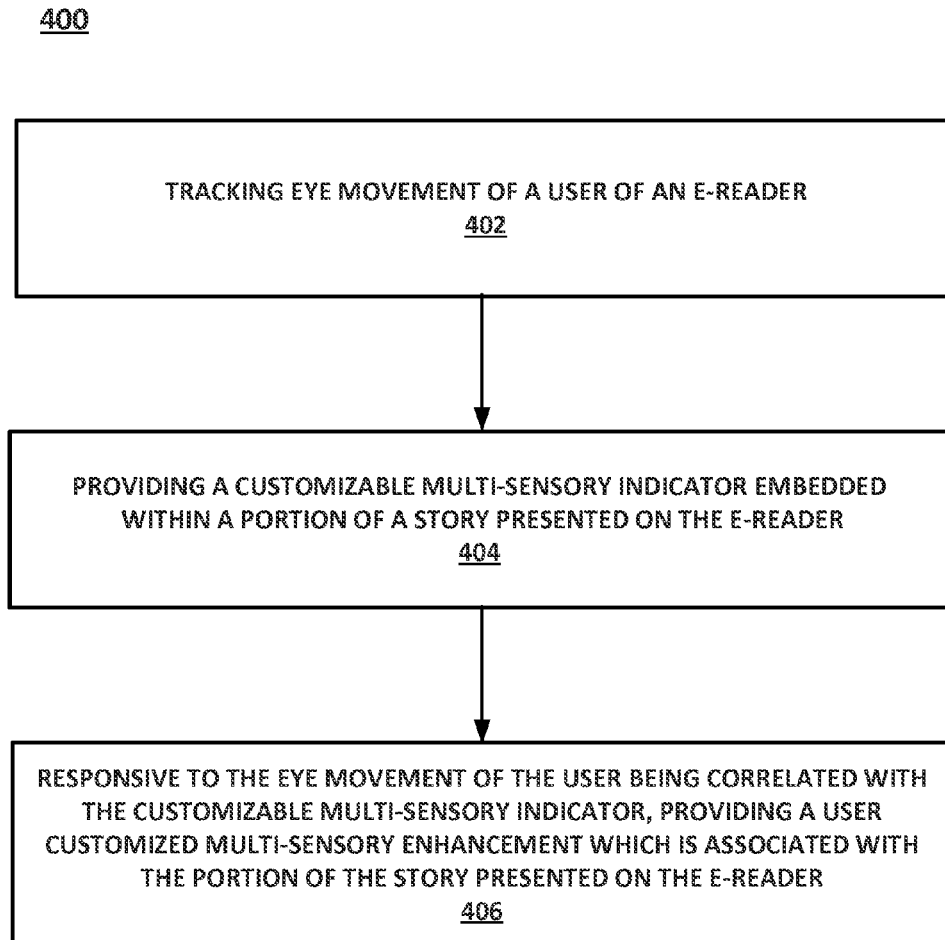 400
TRACKING EYE MOVEMENT OF A USER OF AN E-READER
402
PROVIDING A CUSTOMIZABLE MULTI-SENSORY INDICATOR EMBEDDED
WITHIN A PORTION OF A STORY PRESENTED ON THE E-READER
404
RESPONSIVE TO THE EYE MOVEMENT OF THE USER BEING CORRELATED WITH
THE CUSTOMIZABLE MULTI-SENSORY INDICATOR, PROVIDING A USER
CUSTOMIZED MULTI-SENSORY ENHANCEMENT WHICH IS ASSOCIATED WITH
THE PORTION OF THE STORY PRESENTED ON THE E-READER
406